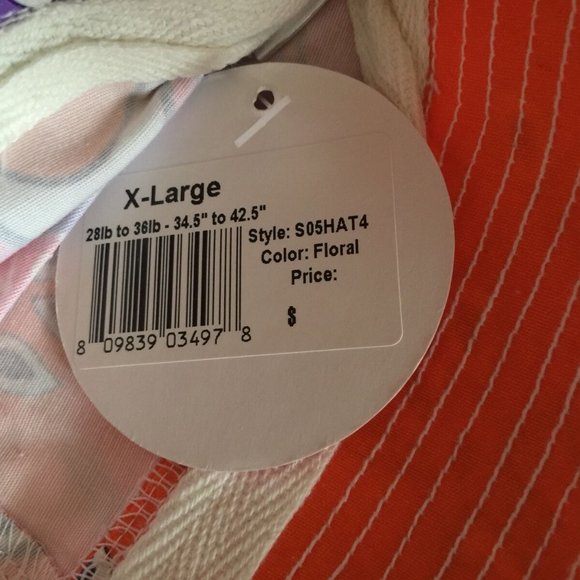 X-Large
28lb to 36lb - 34.5" to 42.5"
Style: S05HAT4
Color: Floral
Price:
$
8 09839 03497 8